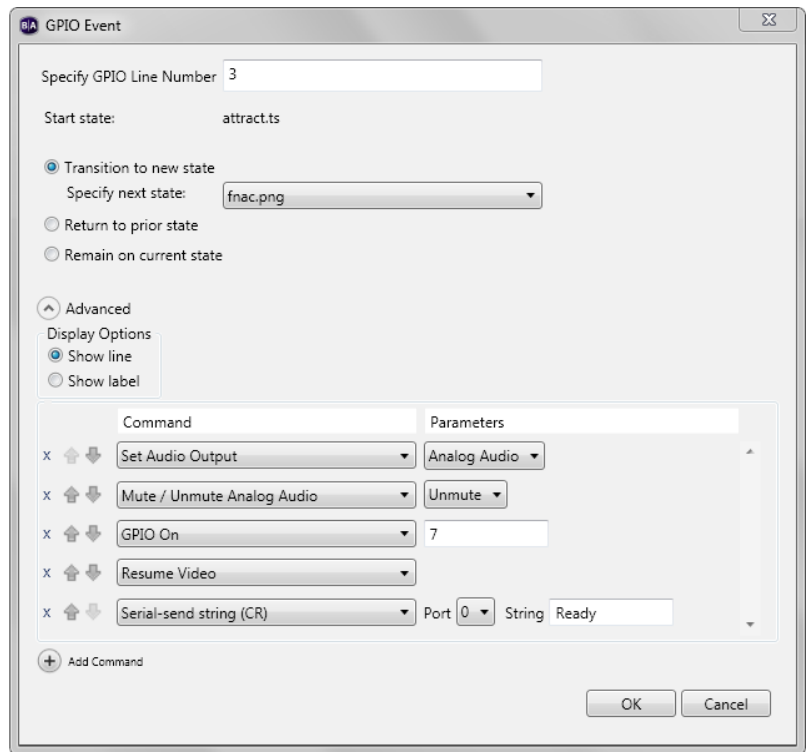 B|A GPIO Event
Specify GPIO Line Number 3
Start state: attract.ts
Transition to new state
Specify next state: fnac.png
Return to prior state
Remain on current state
Advanced
Display Options
Show line
Show label
Command Parameters
x Set Audio Output Analog Audio
x Mute / Unmute Analog Audio Unmute
x GPIO On 7
x Resume Video
x Serial-send string (CR) Port 0 String Ready
+ Add Command
OK Cancel